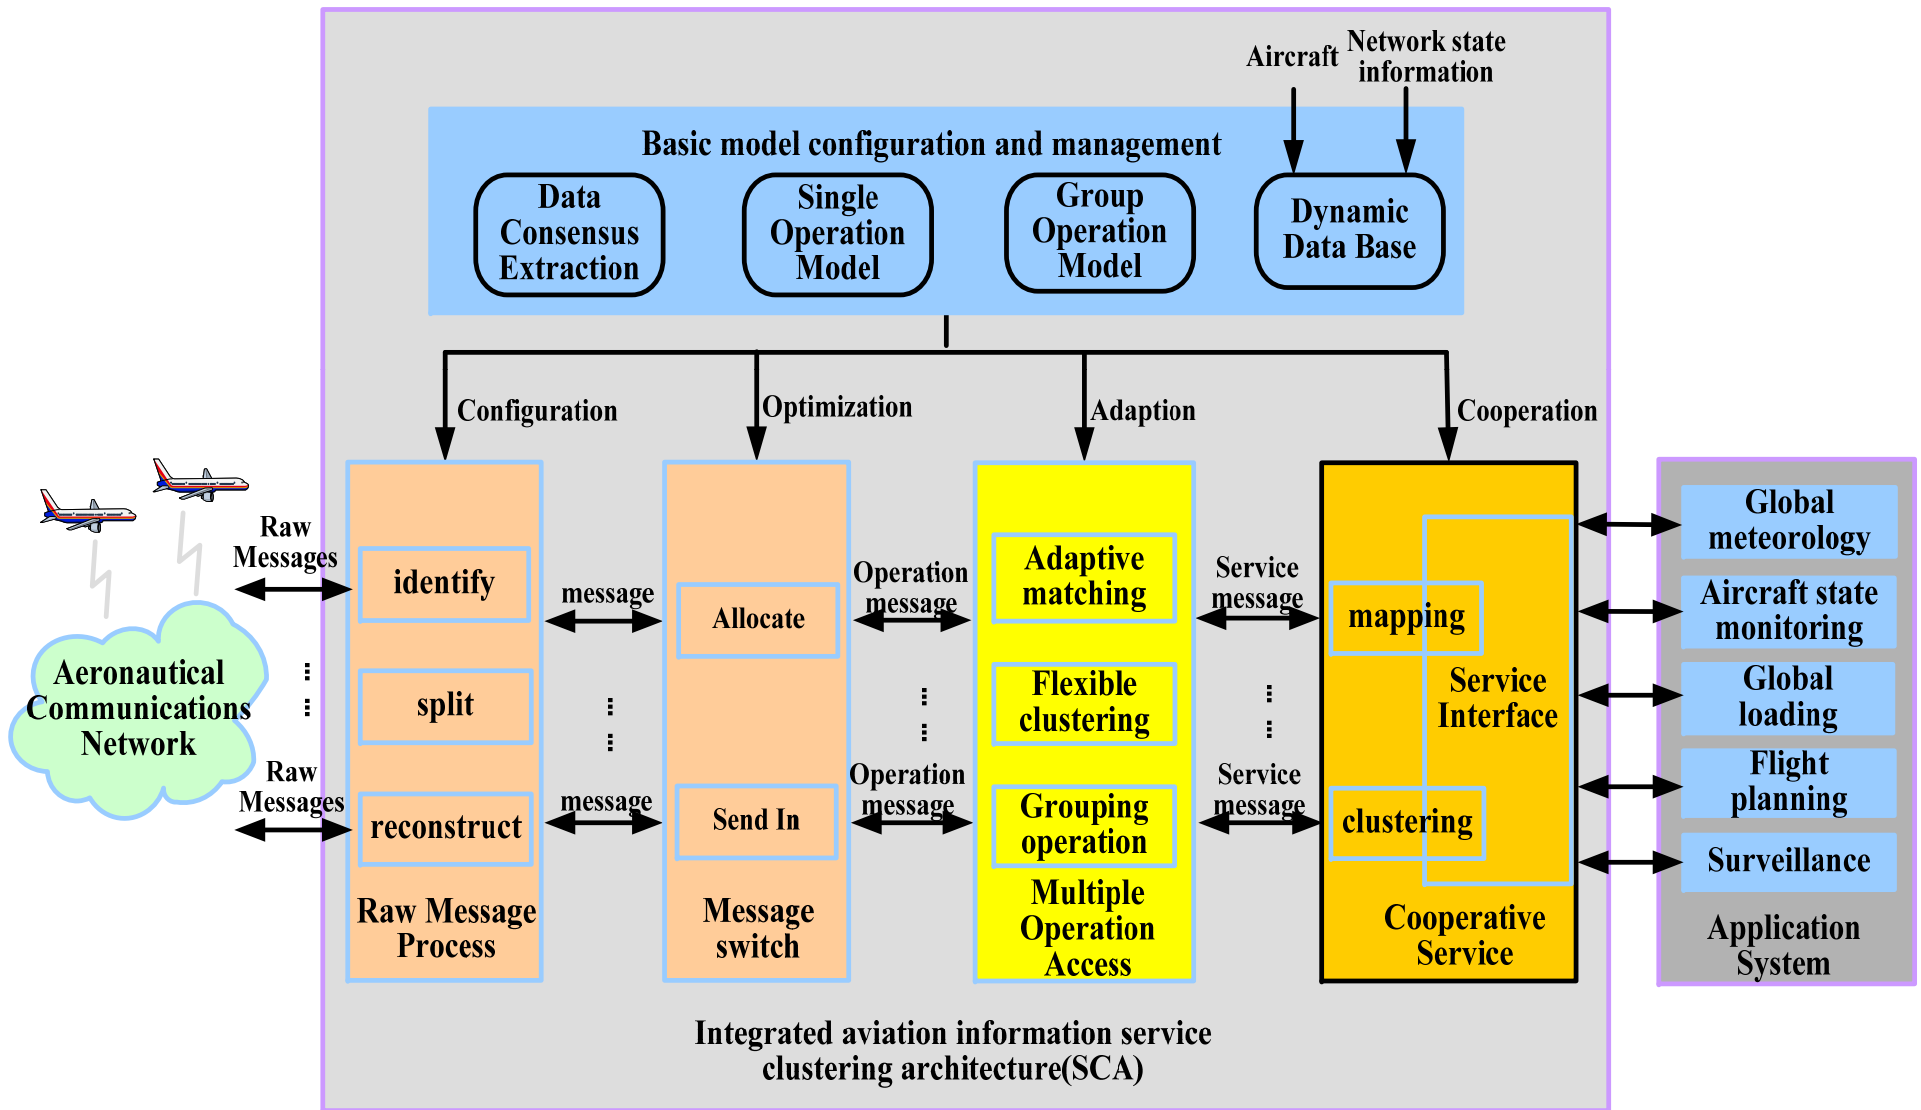 Aircraft
Network state
information
Basic model configuration and management
Data
Consensus
Extraction
Single
Operation
Model
Group
Operation
Model
Dynamic
Data Base
Configuration
Optimization
Adaption
Cooperation
Aeronautical
Communications
Network
Raw
Messages
...
...
Raw
Messages
identify
split
reconstruct
Raw Message
Process
message
...
...
message
Allocate
Send In
Message
switch
Operation
message
...
...
Operation
message
Adaptive
matching
Flexible
clustering
Grouping
operation
Multiple
Operation
Access
Service
message
...
...
Service
message
mapping
Service
Interface
clustering
Cooperative
Service
Global
meteorology
Aircraft state
monitoring
Global
loading
Flight
planning
Surveillance
Application
System
Integrated aviation information service
clustering architecture(SCA)